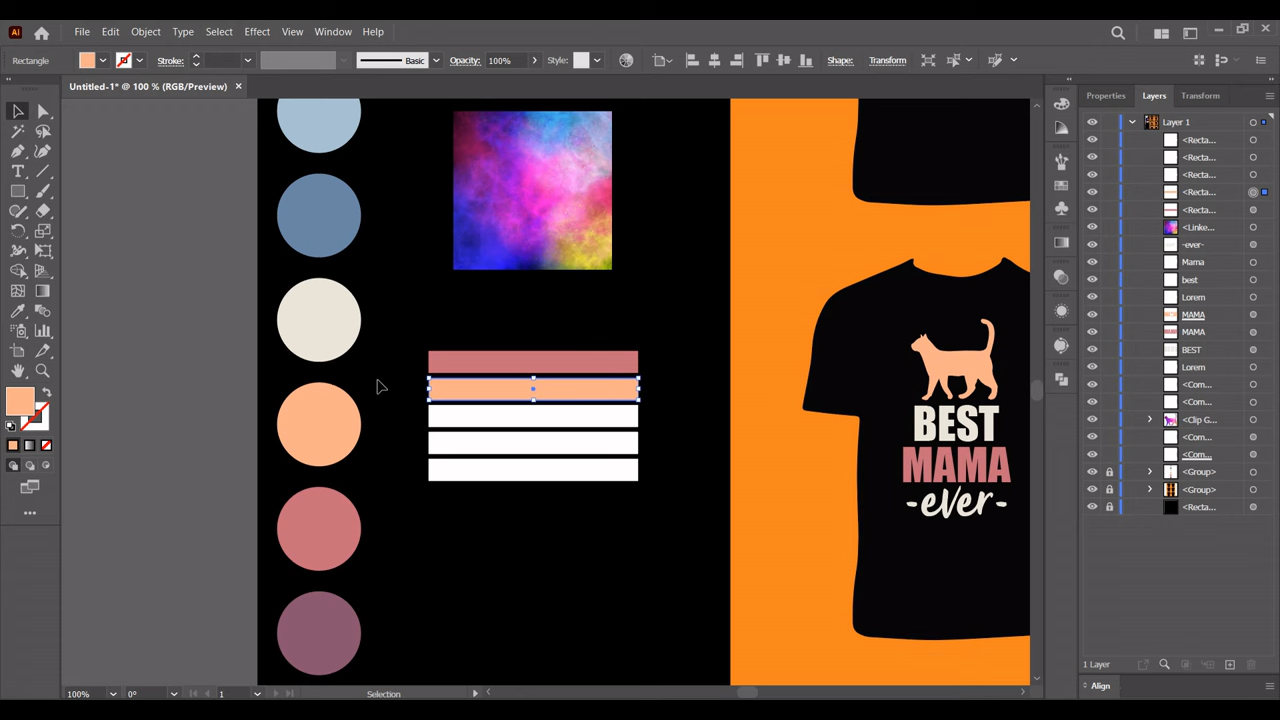 Ai File Edit Object Type Select Effect View Window Help
Rectangle Stroke: Basic Opacity: 100% Style: Shape: Transform
Untitled-1* @ 100 % (RGB/Preview) ×
Properties Layers Transform
Layer 1
<Recta...
<Recta...
<Recta...
<Recta...
<Recta...
<Linke...
-ever-
Mama
best
Lorem
MAMA
MAMA
BEST
Lorem
<Com...
<Com...
<Clip G...
<Com...
<Com...
<Group>
<Group>
<Recta...
BEST
MAMA
-ever-
1 Layer
Align
100% 0° 1 Selection